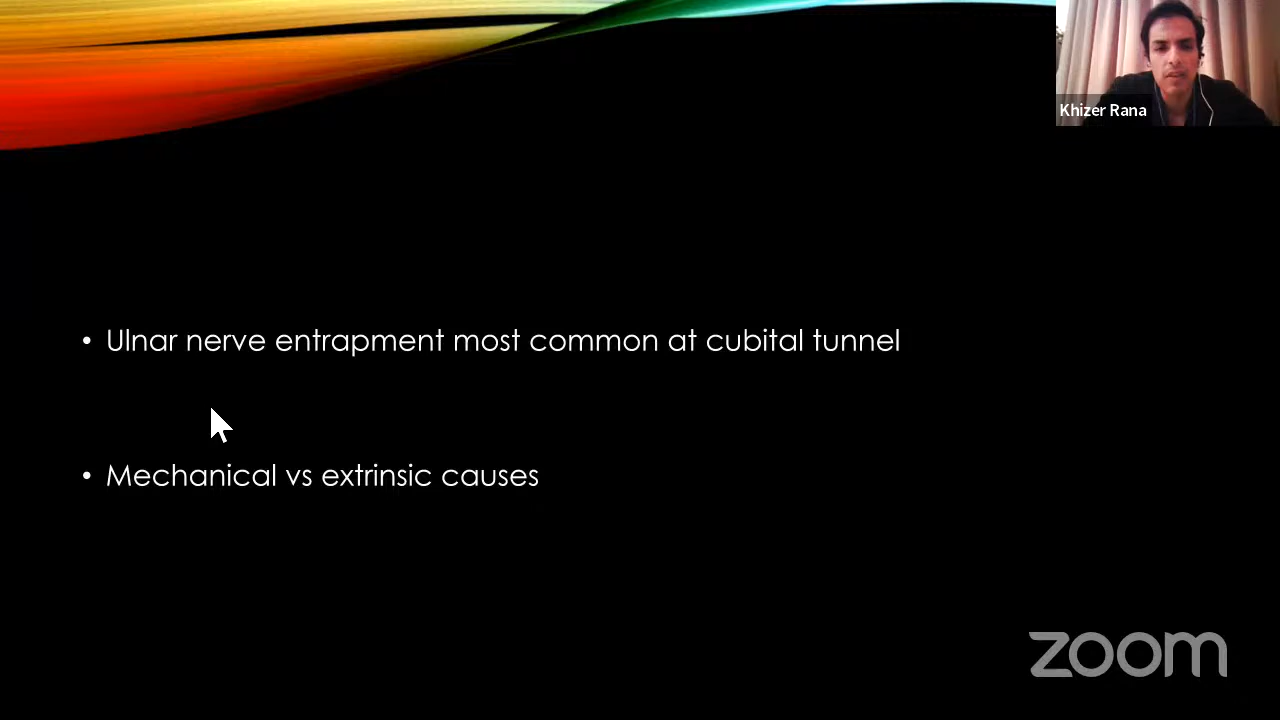 Khizer Rana
• Ulnar nerve entrapment most common at cubital tunnel
• Mechanical vs extrinsic causes
zoom